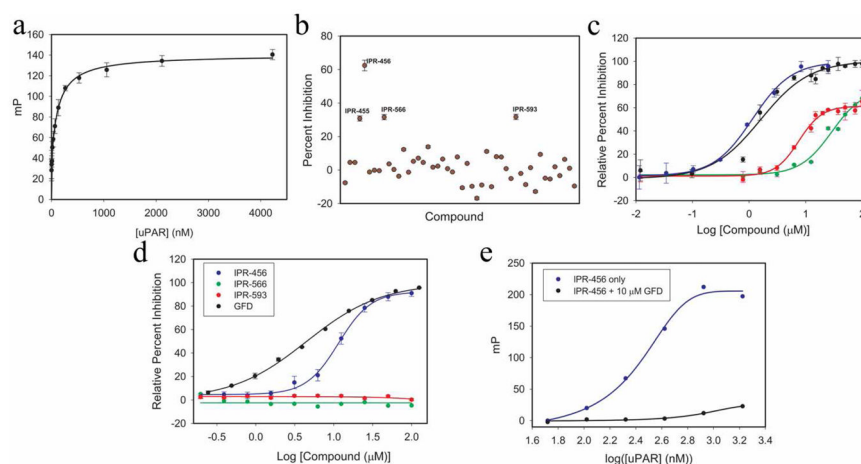 a
160
140
120
100
80
60
40
20
0
mP
0
1000
2000
3000
4000
[uPAR] (nM)
b
80
60
40
20
0
-20
Percent Inhibition
IPR-456
IPR-455
IPR-566
IPR-593
Compound
c
120
100
80
60
40
20
0
-20
Relative Percent Inhibition
-2
-1
0
1
2
Log [Compound (μM)]
d
120
100
80
60
40
20
0
-20
Relative Percent Inhibition
IPR-456
IPR-566
IPR-593
GFD
0.0
0.5
1.0
1.5
2.0
Log [Compound (μM)]
e
200
150
100
50
0
mP
IPR-456 only
IPR-456 + 10 μM GFD
1.6
1.8
2.0
2.2
2.4
2.6
2.8
3.0
3.2
3.4
log([uPAR] (nM))